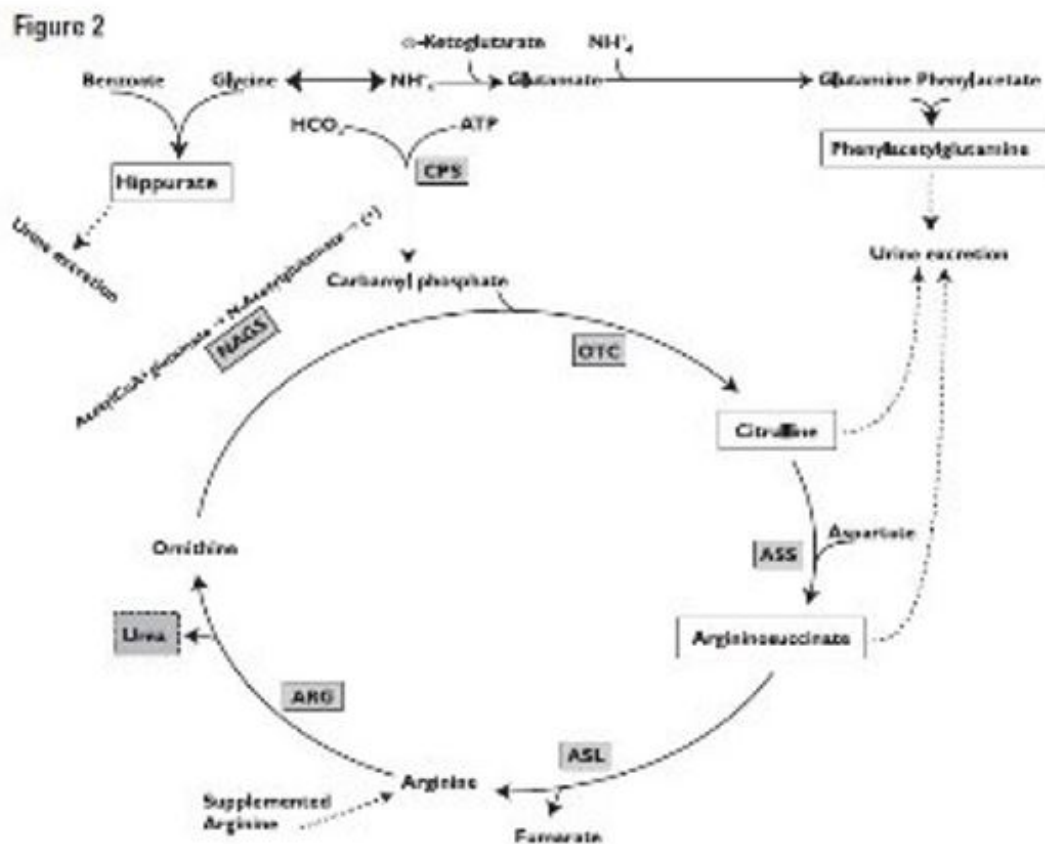 Figure 2
α-Ketoglutarate NH⁺₄
Benzoate Glycine NH⁺₄ Glutamate Glutamine Phenylacetate
HCO₃ ATP
CPS
Phenylacetylglutamine
Hippurate
Urine excretion
Urine excretion
AcetylCoA+glutamate → N-Acetylglutamate → (+)
NAGS
Carbamyl phosphate
OTC
Citrulline
Ornithine
Aspartate
ASS
Urea
Argininosuccinate
ARG
ASL
Arginine
Supplemented
Arginine
Fumarate